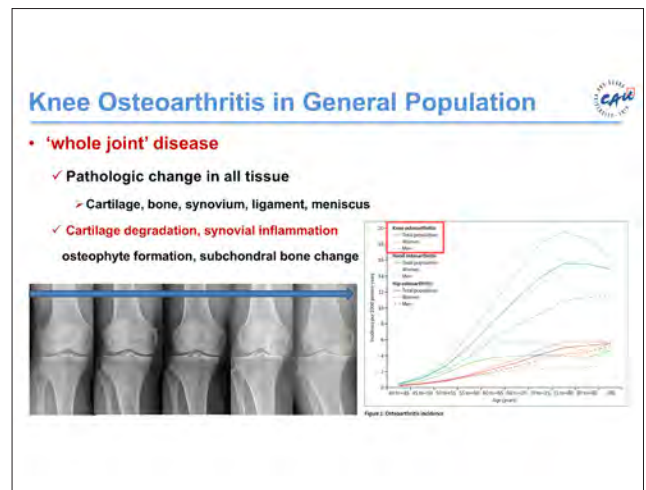 Knee Osteoarthritis in General Population
CAU
• ‘whole joint’ disease
✓ Pathologic change in all tissue
➢ Cartilage, bone, synovium, ligament, meniscus
✓ Cartilage degradation, synovial inflammation
osteophyte formation, subchondral bone change
Knee osteoarthritis
Total population
Women
Men
Hand osteoarthritis
Total population
Women
Men
Hip osteoarthritis
Total population
Women
Men
Age (years)
Figure 2: Osteoarthritis incidence